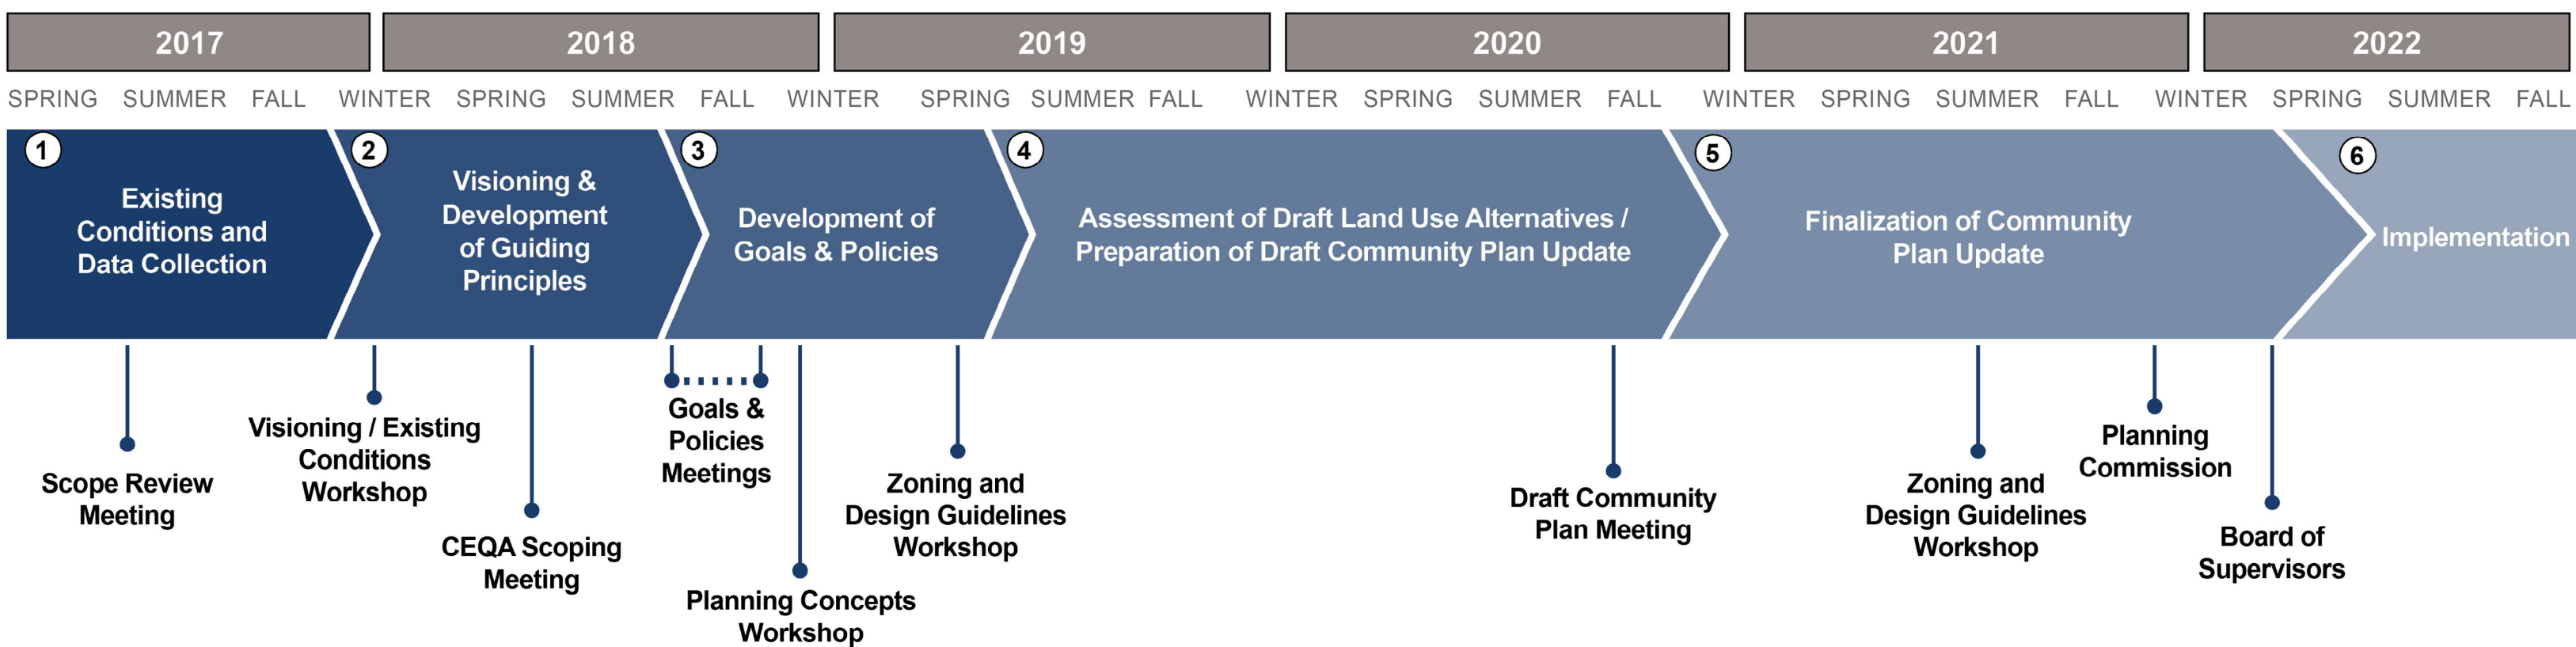 2017 2018 2019 2020 2021 2022
SPRING SUMMER FALL WINTER SPRING SUMMER FALL WINTER SPRING SUMMER FALL WINTER SPRING SUMMER FALL WINTER SPRING SUMMER FALL WINTER SPRING SUMMER FALL
1
Existing
Conditions and
Data Collection
2
Visioning &
Development
of Guiding
Principles
3
Development of
Goals & Policies
4
Assessment of Draft Land Use Alternatives /
Preparation of Draft Community Plan Update
5
Finalization of Community
Plan Update
6
Implementation
Scope Review
Meeting
Visioning / Existing
Conditions
Workshop
CEQA Scoping
Meeting
Goals &
Policies
Meetings
Planning Concepts
Workshop
Zoning and
Design Guidelines
Workshop
Draft Community
Plan Meeting
Zoning and
Design Guidelines
Workshop
Planning
Commission
Board of
Supervisors